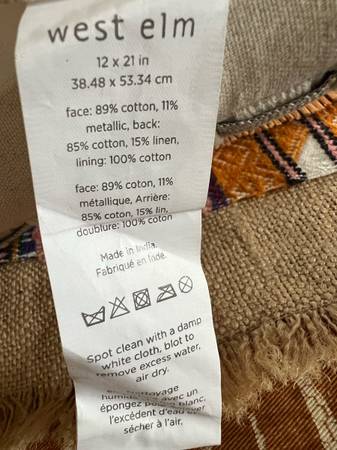 west elm
12 x 21 in
38.48 x 53.34 cm
face: 89% cotton, 11%
metallic, back:
85% cotton, 15% linen,
lining: 100% cotton
face: 89% coton, 11%
métallique, Arrière:
85% coton, 15% lin,
doublure: 100% coton
Made in India.
Fabriqué en Inde.
Spot clean with a damp
white cloth, blot to
remove excess water,
air dry.
avec un
épongez blanc
l'excédent d'eau
sécher à l'air.